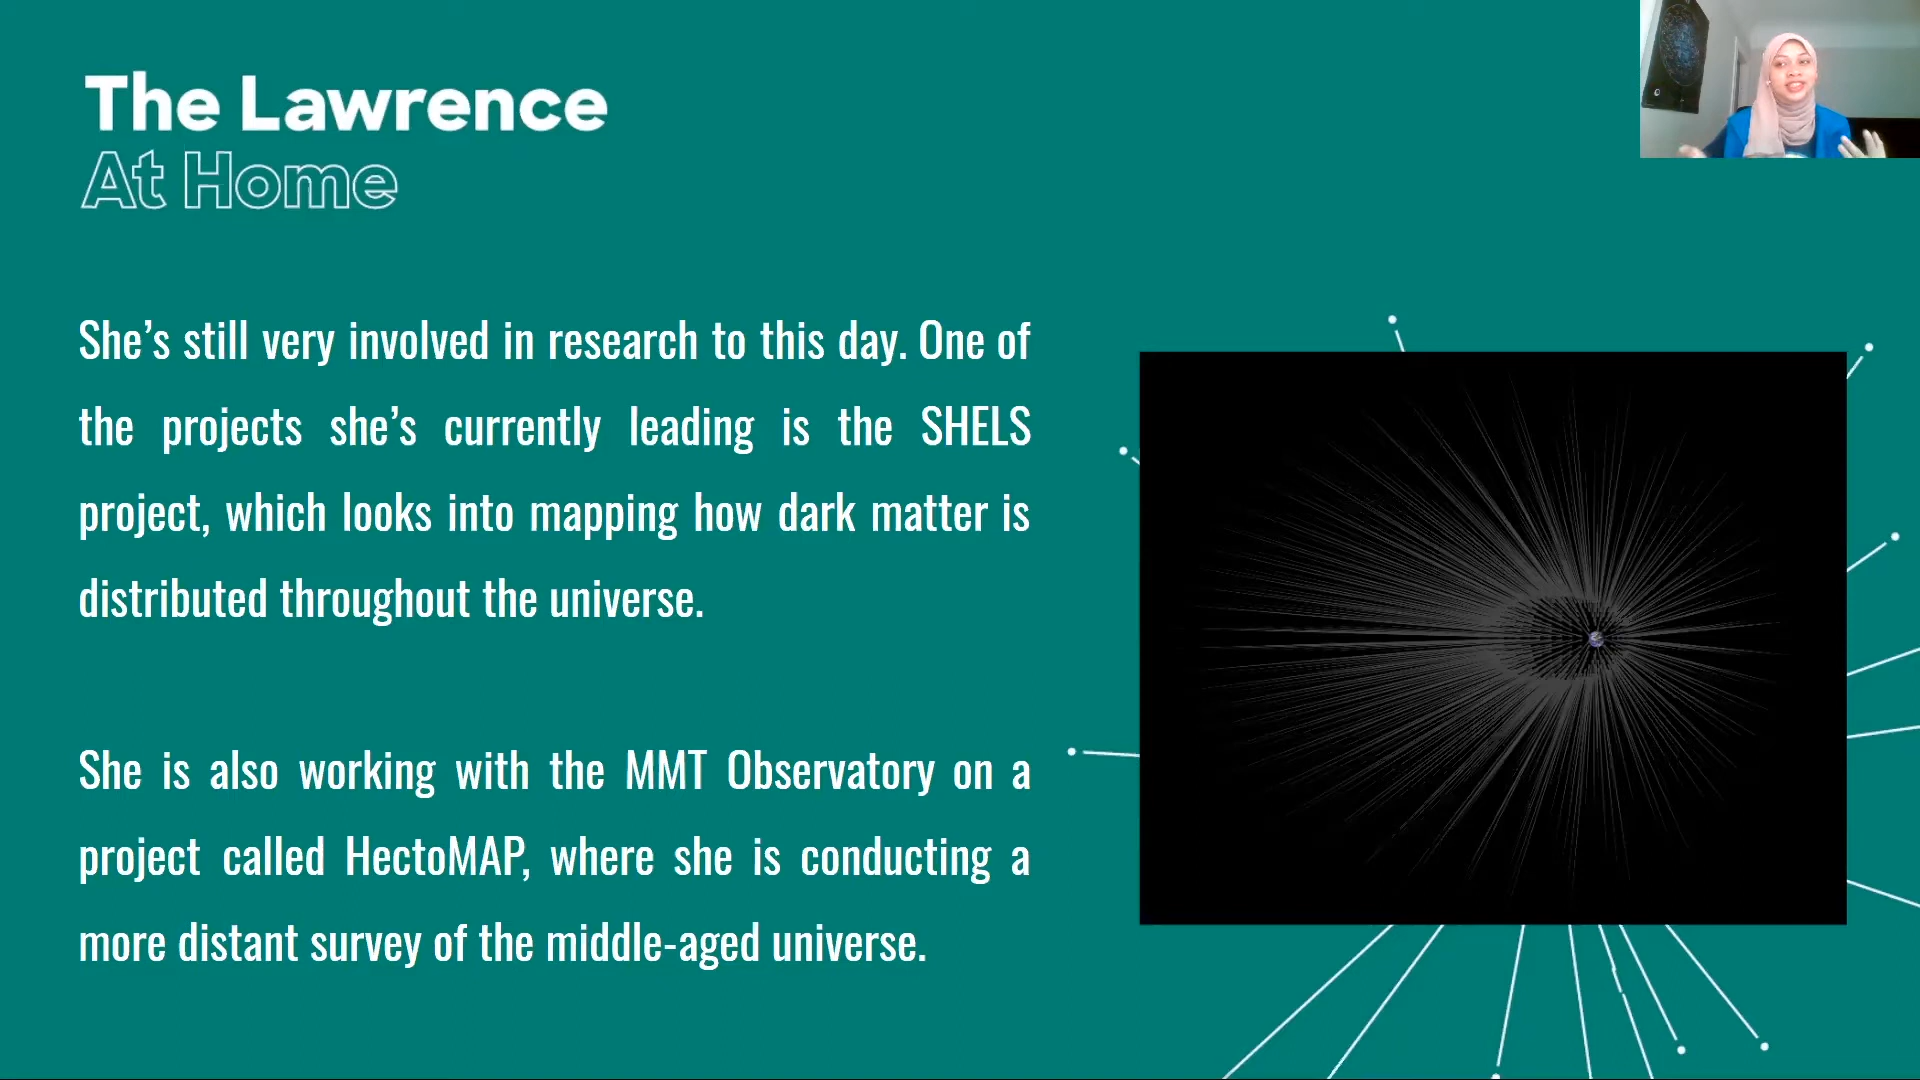 The Lawrence
At Home
She’s still very involved in research to this day. One of
the projects she’s currently leading is the SHELS
project, which looks into mapping how dark matter is
distributed throughout the universe.
She is also working with the MMT Observatory on a
project called HectoMAP, where she is conducting a
more distant survey of the middle-aged universe.